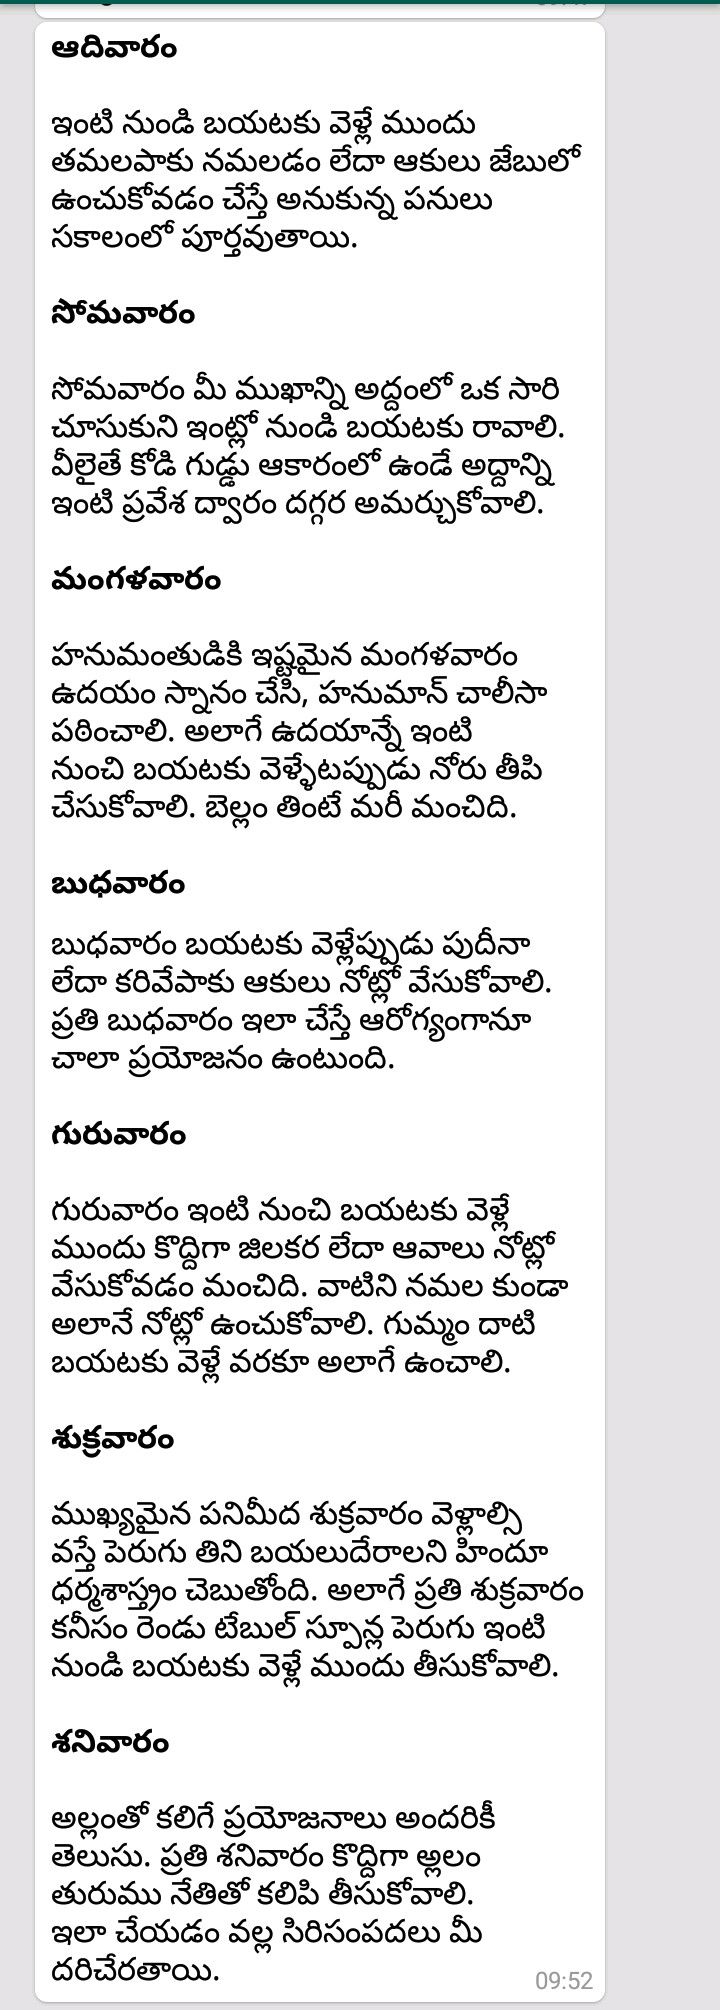 ఆదివారం
ఇంటి నుండి బయటకు వెళ్లే ముందు
తమలపాకు నమలడం లేదా ఆకులు జేబులో
ఉంచుకోవడం చేస్తే అనుకున్న పనులు
సకాలంలో పూర్తవుతాయి.
సోమవారం
సోమవారం మీ ముఖాన్ని అద్దంలో ఒక సారి
చూసుకుని ఇంట్లో నుండి బయటకు రావాలి.
వీలైతే కోడి గుడ్డు ఆకారంలో ఉండే అద్దాన్ని
ఇంటి ప్రవేశ ద్వారం దగ్గర అమర్చుకోవాలి.
మంగళవారం
హనుమంతుడికి ఇష్టమైన మంగళవారం
ఉదయం స్నానం చేసి, హనుమాన్ చాలీసా
పఠించాలి. అలాగే ఉదయాన్నే ఇంటి
నుంచి బయటకు వెళ్ళేటప్పుడు నోరు తీపి
చేసుకోవాలి. బెల్లం తింటే మరీ మంచిది.
బుధవారం
బుధవారం బయటకు వెళ్లేప్పుడు పుదీనా
లేదా కరివేపాకు ఆకులు నోట్లో వేసుకోవాలి.
ప్రతి బుధవారం ఇలా చేస్తే ఆరోగ్యంగానూ
చాలా ప్రయోజనం ఉంటుంది.
గురువారం
గురువారం ఇంటి నుంచి బయటకు వెళ్లే
ముందు కొద్దిగా జిలకర లేదా ఆవాలు నోట్లో
వేసుకోవడం మంచిది. వాటిని నమల కుండా
అలానే నోట్లో ఉంచుకోవాలి. గుమ్మం దాటి
బయటకు వెళ్లే వరకూ అలాగే ఉంచాలి.
శుక్రవారం
ముఖ్యమైన పనిమీద శుక్రవారం వెళ్లాల్సి
వస్తే పెరుగు తిని బయలుదేరాలని హిందూ
ధర్మశాస్త్రం చెబుతోంది. అలాగే ప్రతి శుక్రవారం
కనీసం రెండు టేబుల్ స్పూన్ల పెరుగు ఇంటి
నుండి బయటకు వెళ్లే ముందు తీసుకోవాలి.
శనివారం
అల్లంతో కలిగే ప్రయోజనాలు అందరికీ
తెలుసు. ప్రతి శనివారం కొద్దిగా అ్లలం
తురుము నేతితో కలిపి తీసుకోవాలి.
ఇలా చేయడం వల్ల సిరిసంపదలు మీ
దరిచేరతాయి.
09:52